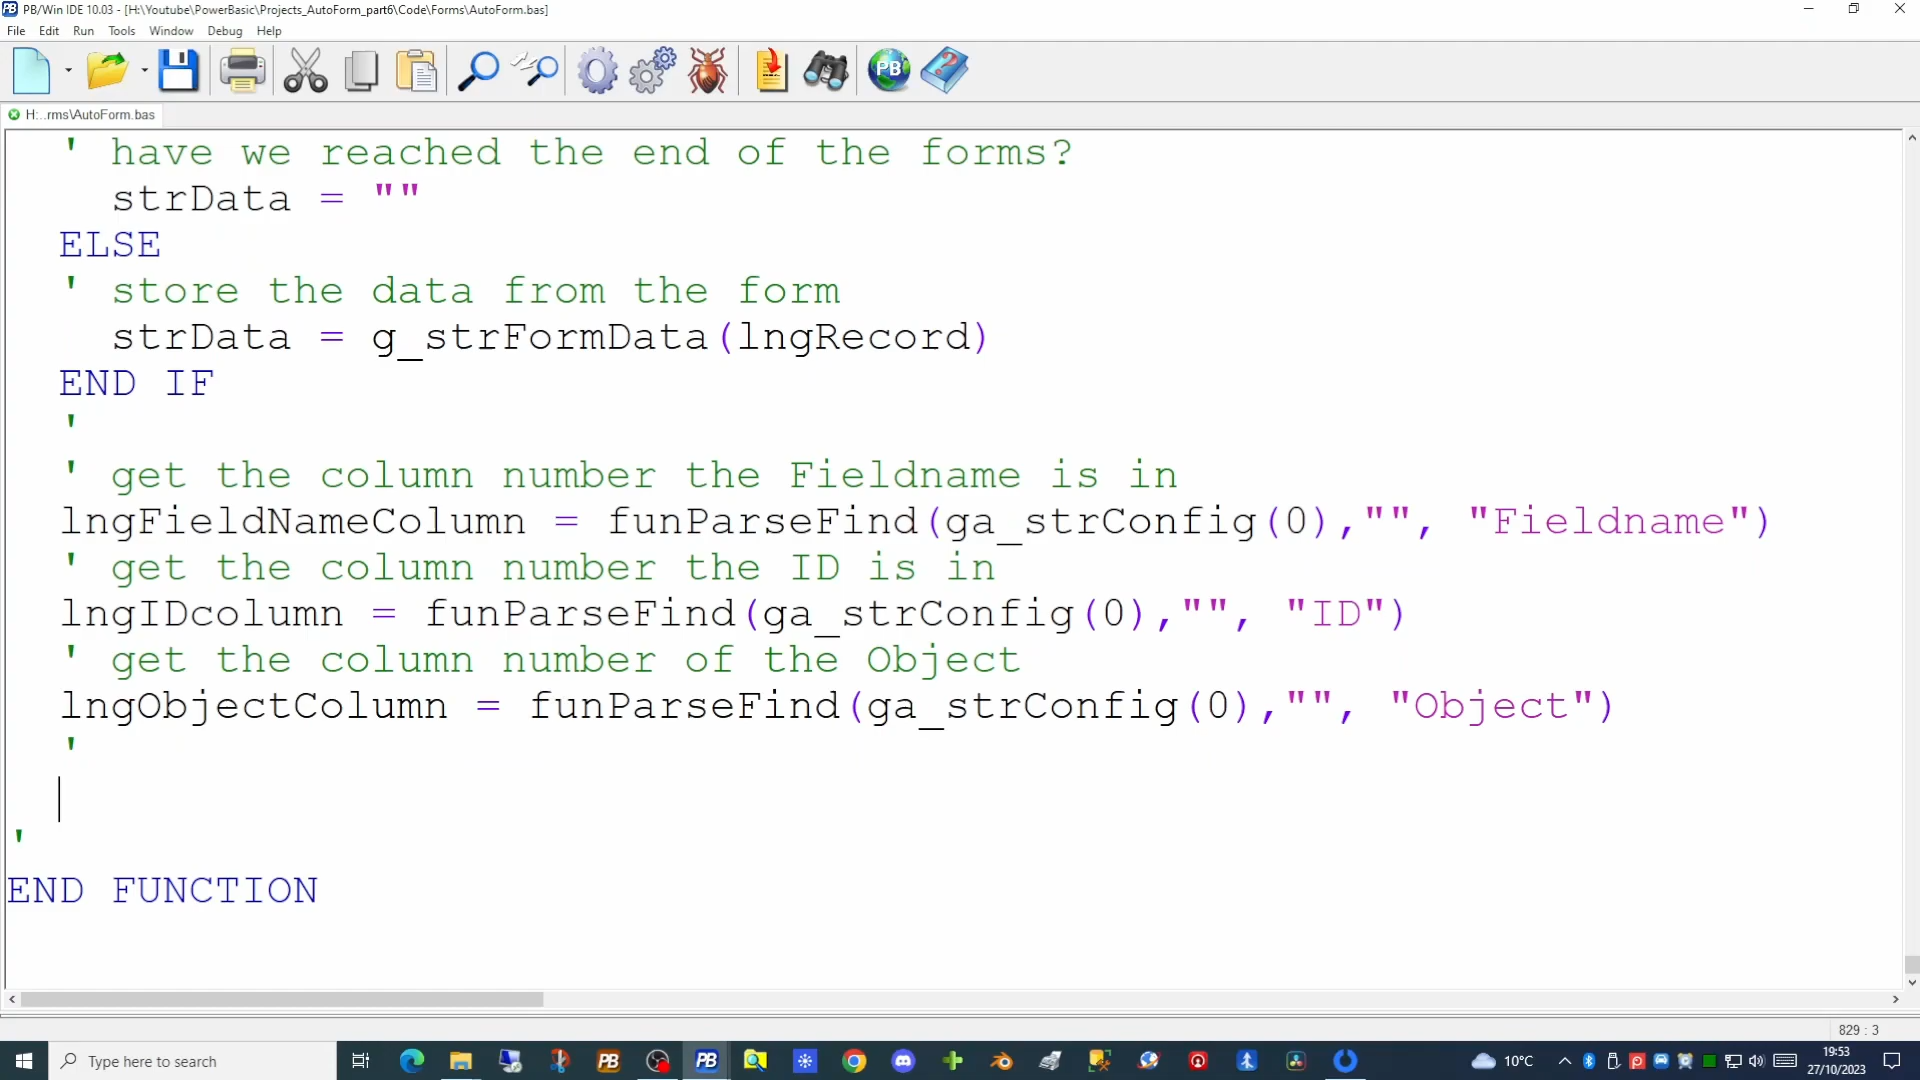 PB/Win IDE 10.03 - [H:\Youtube\PowerBasic\Projects_AutoForm_part6\Code\Forms\AutoForm.bas]
File Edit Run Tools Window Debug Help
H:..rms\AutoForm.bas
' have we reached the end of the forms?
strData = ""
ELSE
' store the data from the form
strData = g_strFormData(lngRecord)
END IF
'
' get the column number the Fieldname is in
lngFieldNameColumn = funParseFind(ga_strConfig(0),"", "Fieldname")
' get the column number the ID is in
lngIDcolumn = funParseFind(ga_strConfig(0),"", "ID")
' get the column number of the Object
lngObjectColumn = funParseFind(ga_strConfig(0),"", "Object")
'
'
END FUNCTION
829 : 3
Type here to search
10°C
19:53
27/10/2023